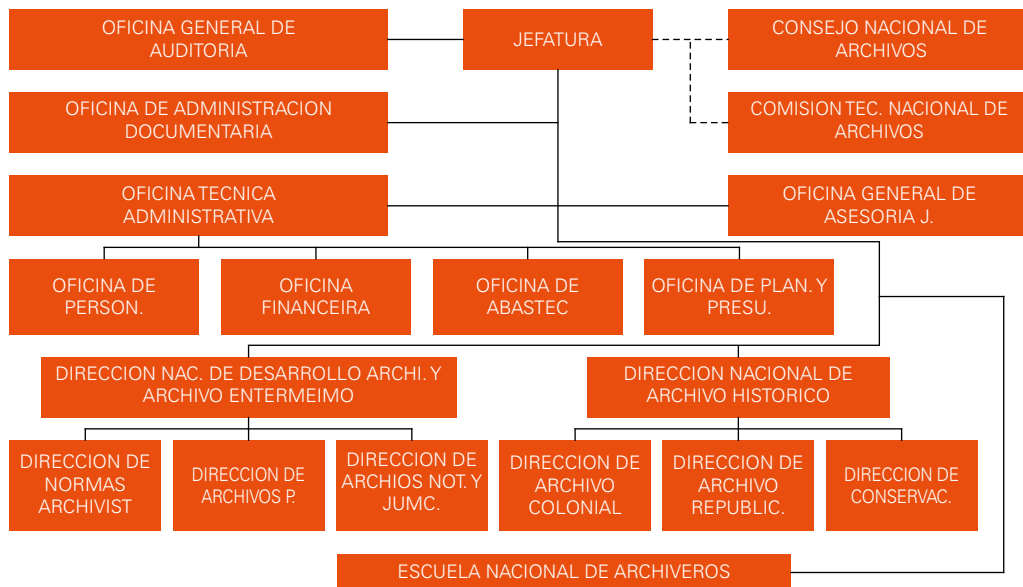 OFICINA GENERAL DE
AUDITORIA
JEFATURA
CONSEJO NACIONAL DE
ARCHIVOS
OFICINA DE ADMINISTRACION
DOCUMENTARIA
COMISION TEC. NACIONAL DE
ARCHIVOS
OFICINA TECNICA
ADMINISTRATIVA
OFICINA GENERAL DE
ASESORIA J.
OFICINA DE
PERSON.
OFICINA
FINANCEIRA
OFICINA DE
ABASTEC
OFICINA DE PLAN. Y
PRESU.
DIRECCION NAC. DE DESARROLLO ARCHI. Y
ARCHIVO ENTERMEIMO
DIRECCION NACIONAL DE
ARCHIVO HISTORICO
DIRECCION DE
NORMAS
ARCHIVIST
DIRECCION DE
ARCHIVOS P.
DIRECCION DE
ARCHIOS NOT. Y
JUMC.
DIRECCION DE
ARCHIVO
COLONIAL
DIRECCION DE
ARCHIVO
REPUBLIC.
DIRECCION DE
CONSERVAC.
ESCUELA NACIONAL DE ARCHIVEROS